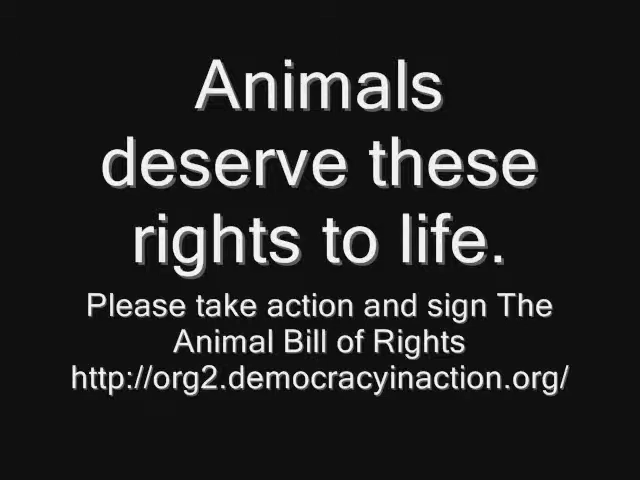 Animals
deserve these
rights to life.
Please take action and sign The
Animal Bill of Rights
http://org2.democracyinaction.org/